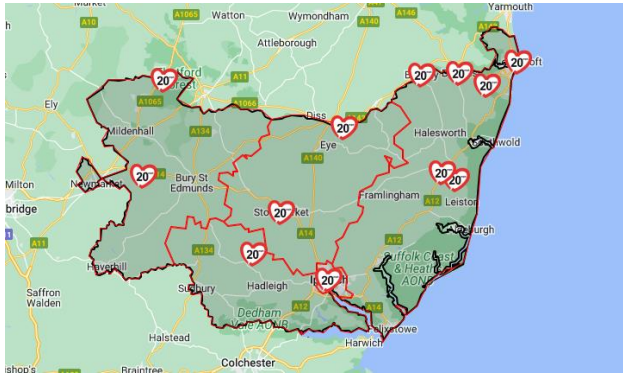 Market
Watton
Wymondham
A146
Yarmouth
A10
A1065
A140
A143
Attleborough
20
20
20
20
20
A11
Ely
A1065
A1066
Diss
20
Mildenhall
A134
Halesworth
Eye
A140
20
14
20
20
Newmarket
Bury St
Edmunds
Milton
Framlingham
Leiston
20
A12
bridge
A14
A11
20
A134
A12
Suffolk Coast
& Heath
AONB
Haverhill
20
Saffron
Walden
Sudbury
Hadleigh
A12
A14
Dedham
Vale AONB
Felixstowe
Halstead
Harwich
Colchester
Braintree